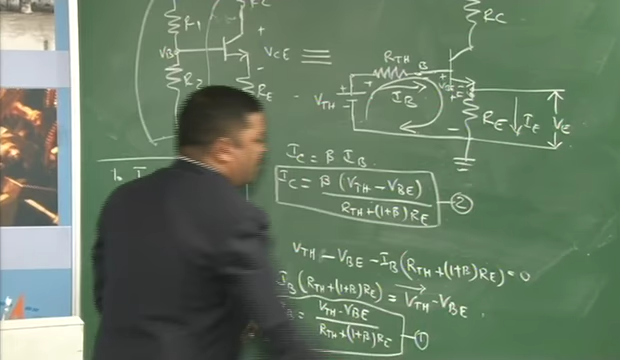 R1
RC
VB
+
VCE
-
R2
RE
RTH
B
+
VTH
IB
RC
+
VBE
-
E
RE
IE
VE
IC = β IB
IC = β (VTH - VBE) / RTH + (1+β) RE ②
VTH - VBE - IB (RTH + (1+β) RE) = 0
IB (RTH + (1+β) RE) = VTH - VBE
= VTH - VBE / RTH + (1+β) RE ①